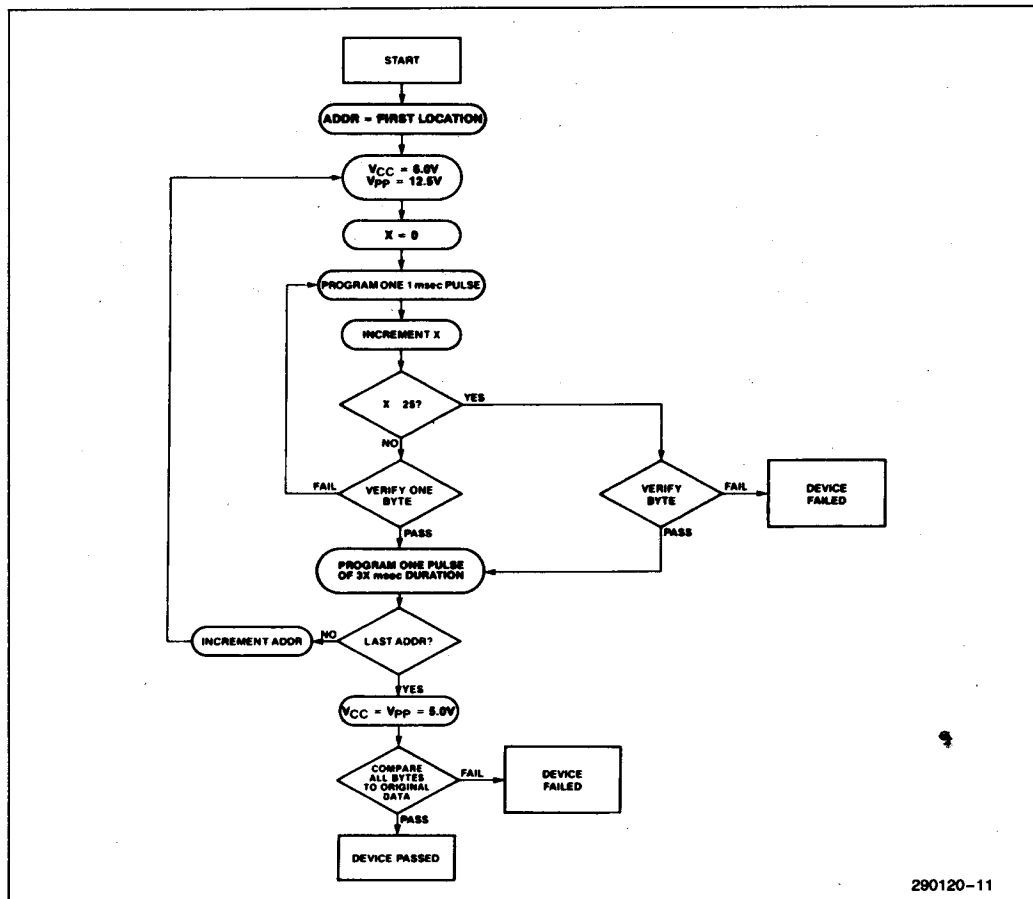 START
ADDR = FIRST LOCATION
VCC = 6.0V
VPP = 12.5V
X = 0
PROGRAM ONE 1 msec PULSE
INCREMENT X
X 25?
YES
NO
VERIFY ONE
BYTE
FAIL
PASS
VERIFY
BYTE
FAIL
PASS
DEVICE
FAILED
PROGRAM ONE PULSE
OF 3X msec DURATION
LAST ADDR?
NO
INCREMENT ADDR
YES
VCC = VPP = 5.0V
COMPARE
ALL BYTES
TO ORIGINAL
DATA
FAIL
DEVICE
FAILED
PASS
DEVICE PASSED
290120-11